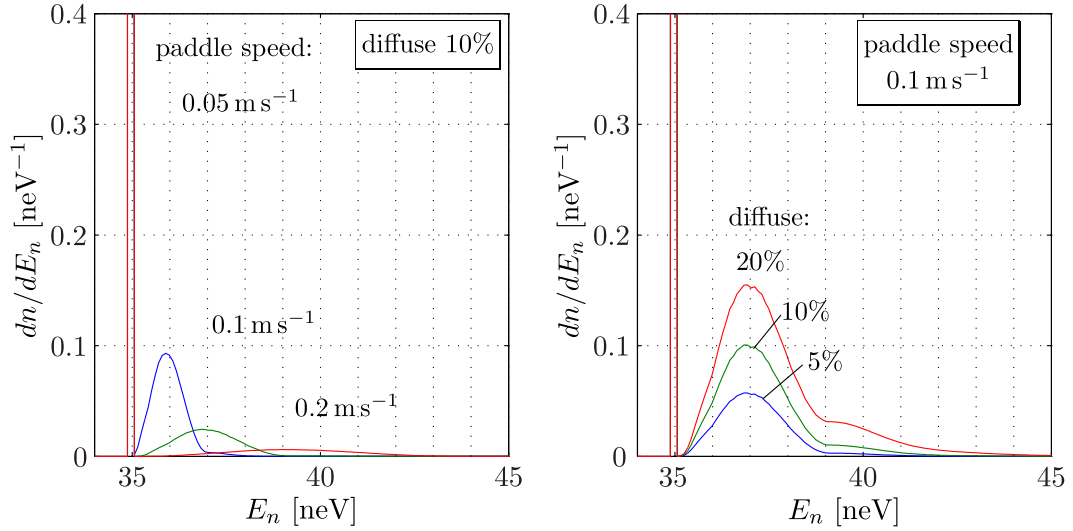 0.4
0.3
0.2
0.1
0
dn/dE_n [neV⁻¹]
paddle speed:
diffuse 10%
0.05 m s⁻¹
0.1 m s⁻¹
0.2 m s⁻¹
35 40 45
E_n [neV]
0.4
0.3
0.2
0.1
0
dn/dE_n [neV⁻¹]
paddle speed
0.1 m s⁻¹
diffuse:
20%
10%
5%
35 40 45
E_n [neV]